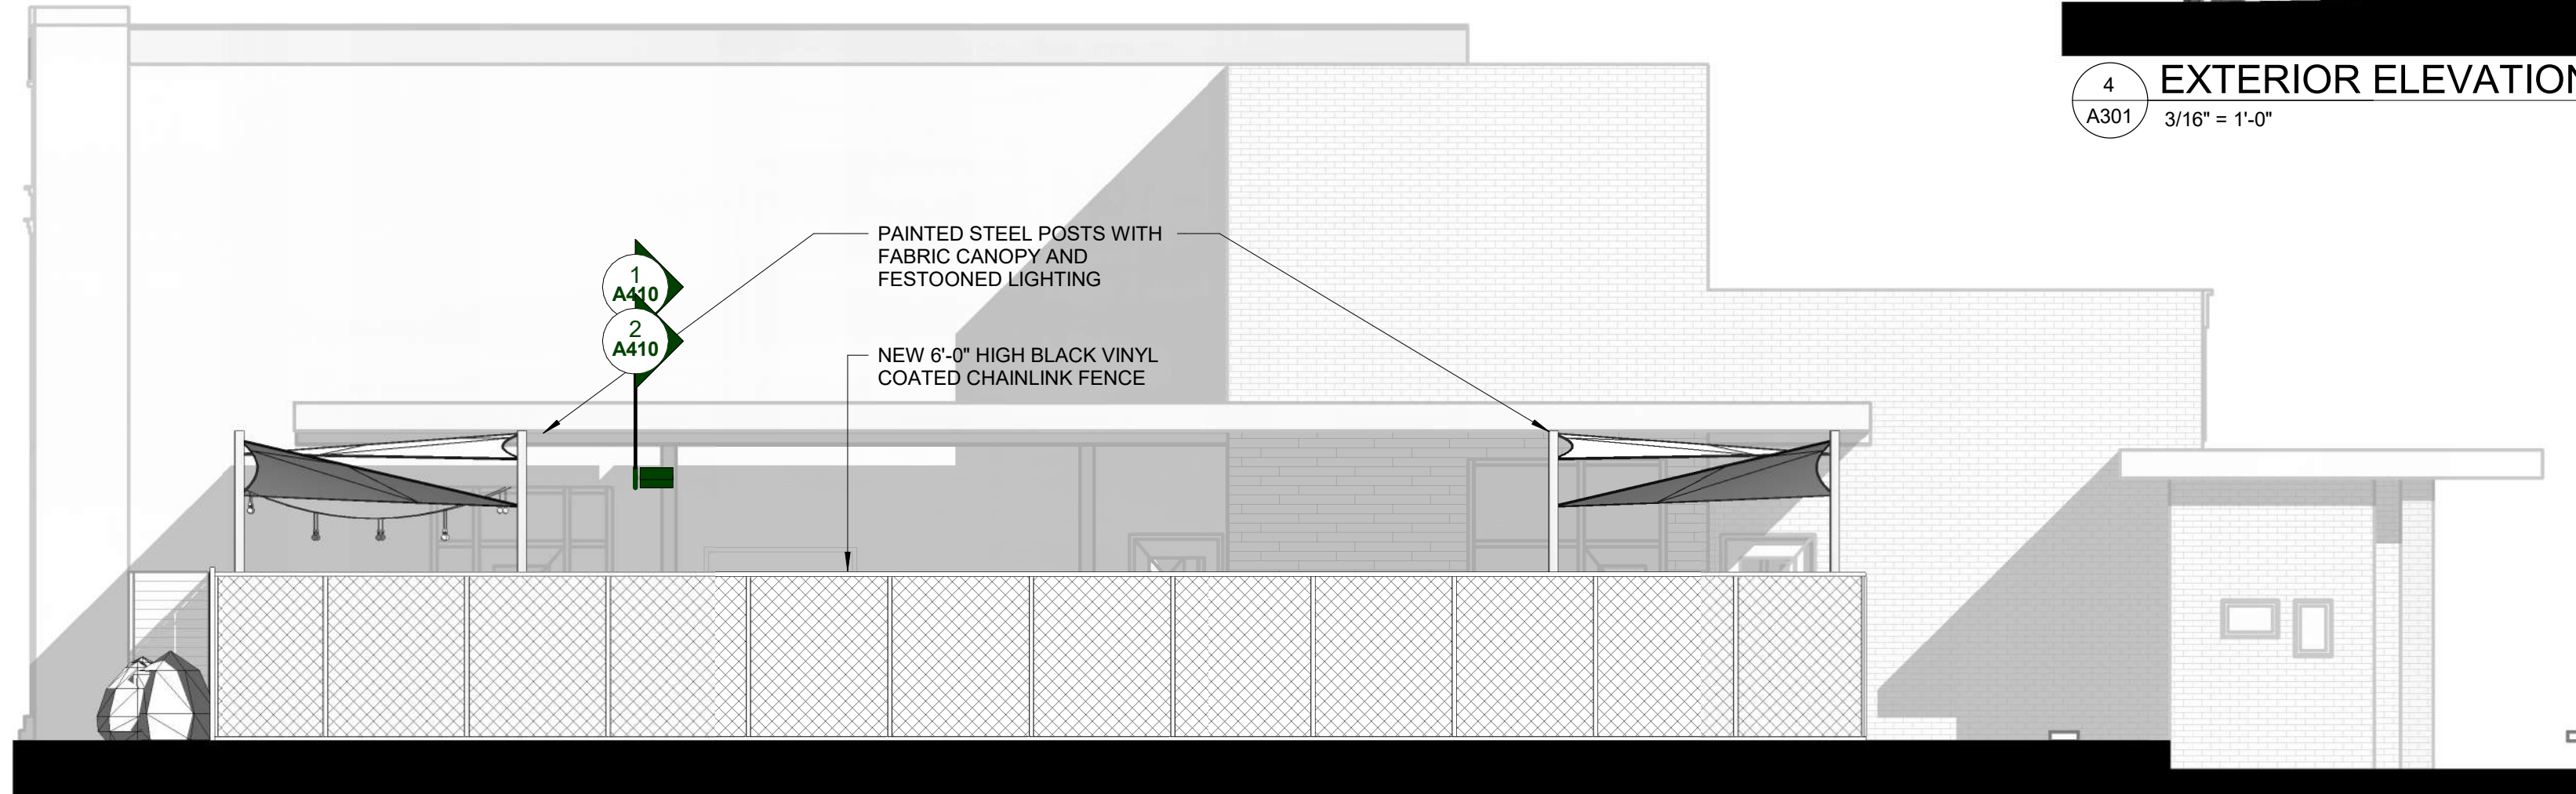 4
EXTERIOR ELEVATION
A301
3/16" = 1'-0"
PAINTED STEEL POSTS WITH
FABRIC CANOPY AND
FESTOONED LIGHTING
1
A410
2
A410
NEW 6'-0" HIGH BLACK VINYL
COATED CHAINLINK FENCE